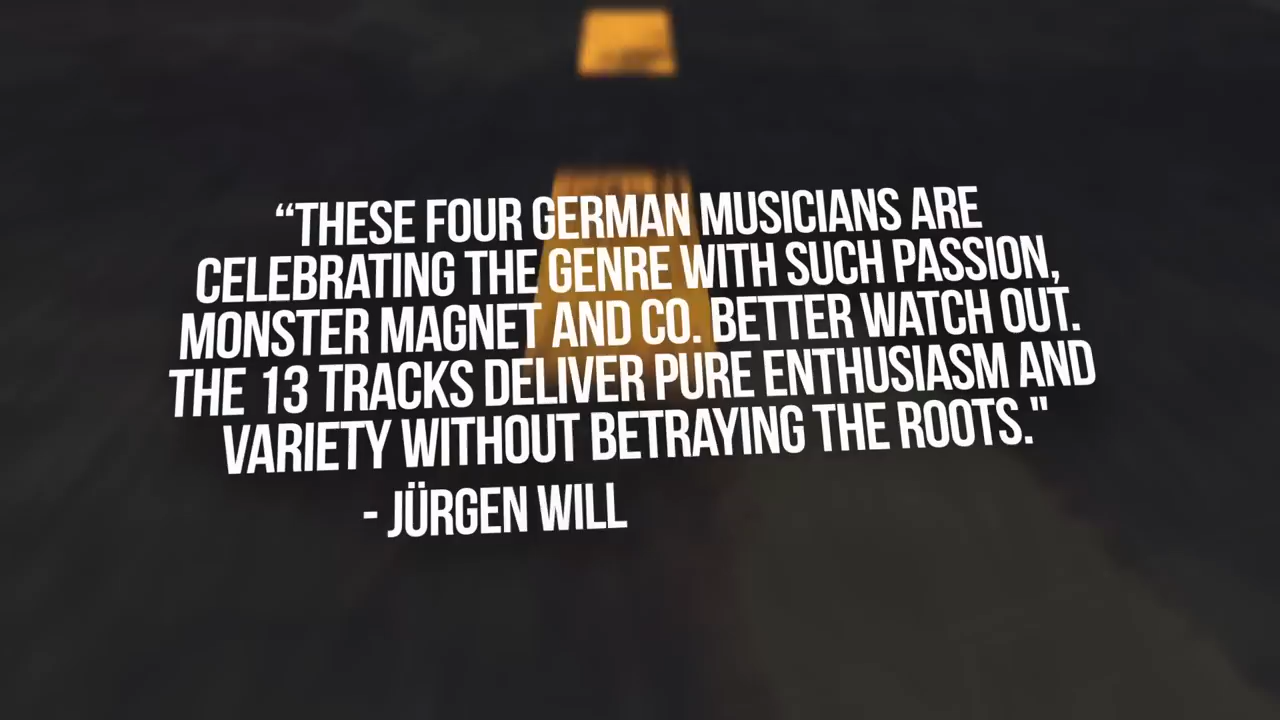 “THESE FOUR GERMAN MUSICIANS ARE
CELEBRATING THE GENRE WITH SUCH PASSION,
MONSTER MAGNET AND CO. BETTER WATCH OUT.
THE 13 TRACKS DELIVER PURE ENTHUSIASM AND
VARIETY WITHOUT BETRAYING THE ROOTS."
- JÜRGEN WILL